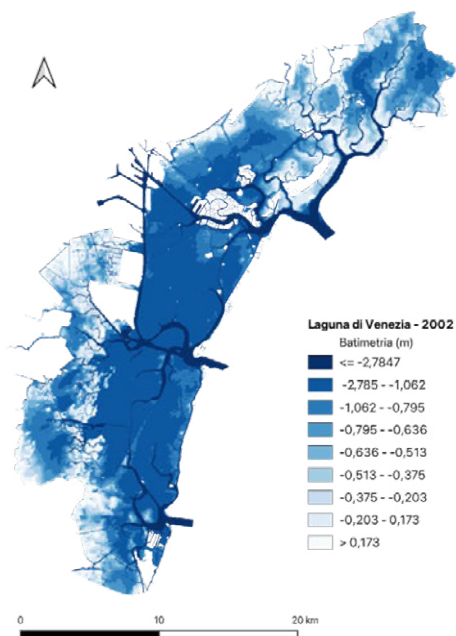 Laguna di Venezia - 2002
Batimetria (m)
<= -2,7847
-2,785 - -1,062
-1,062 - -0,795
-0,795 - -0,636
-0,636 - -0,513
-0,513 - -0,375
-0,375 - -0,203
-0,203 - 0,173
> 0,173
0 10 20 km